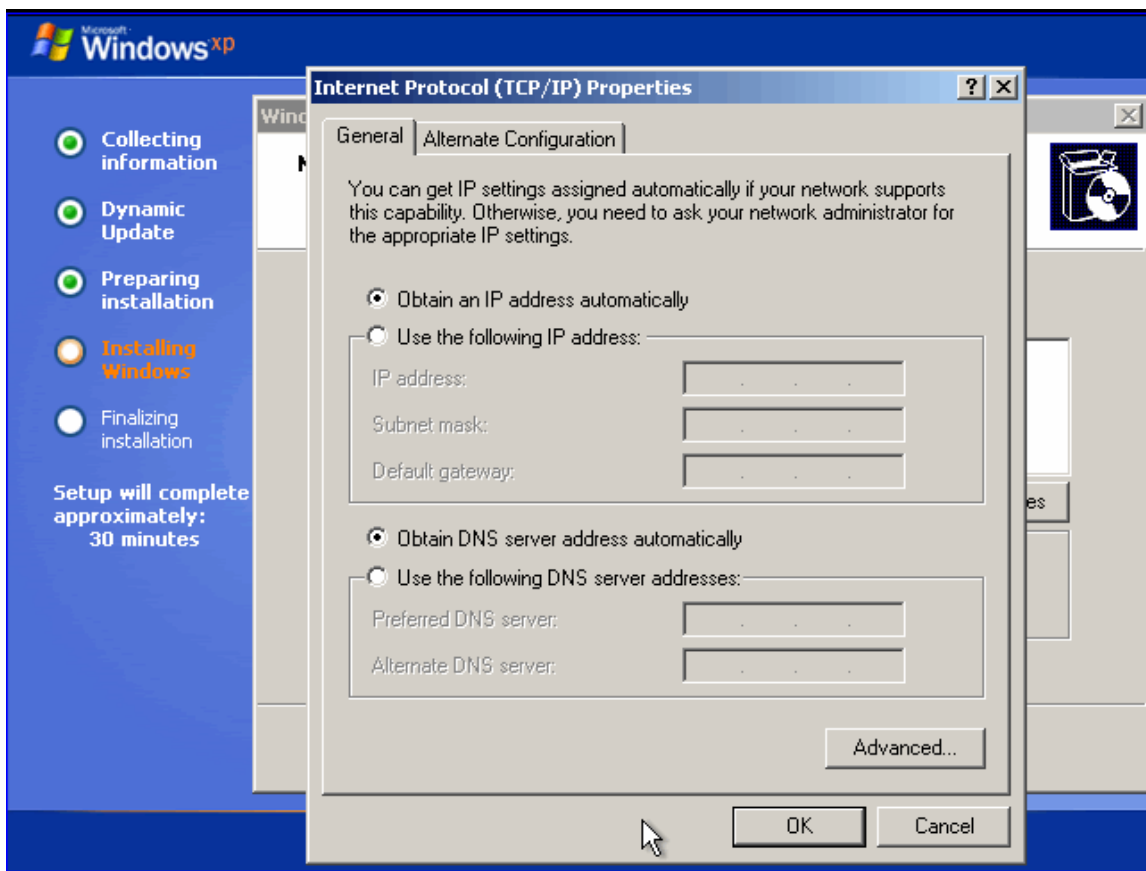 Microsoft
Windows xp
Internet Protocol (TCP/IP) Properties
Wind
General
Alternate Configuration
You can get IP settings assigned automatically if your network supports
this capability. Otherwise, you need to ask your network administrator for
the appropriate IP settings.
Obtain an IP address automatically
Use the following IP address:
IP address:
Subnet mask:
Default gateway:
Obtain DNS server address automatically
Use the following DNS server addresses:
Preferred DNS server:
Alternate DNS server:
Advanced...
OK
Cancel
Collecting
information
Dynamic
Update
Preparing
installation
Installing
Windows
Finalizing
installation
Setup will complete
approximately:
30 minutes
es